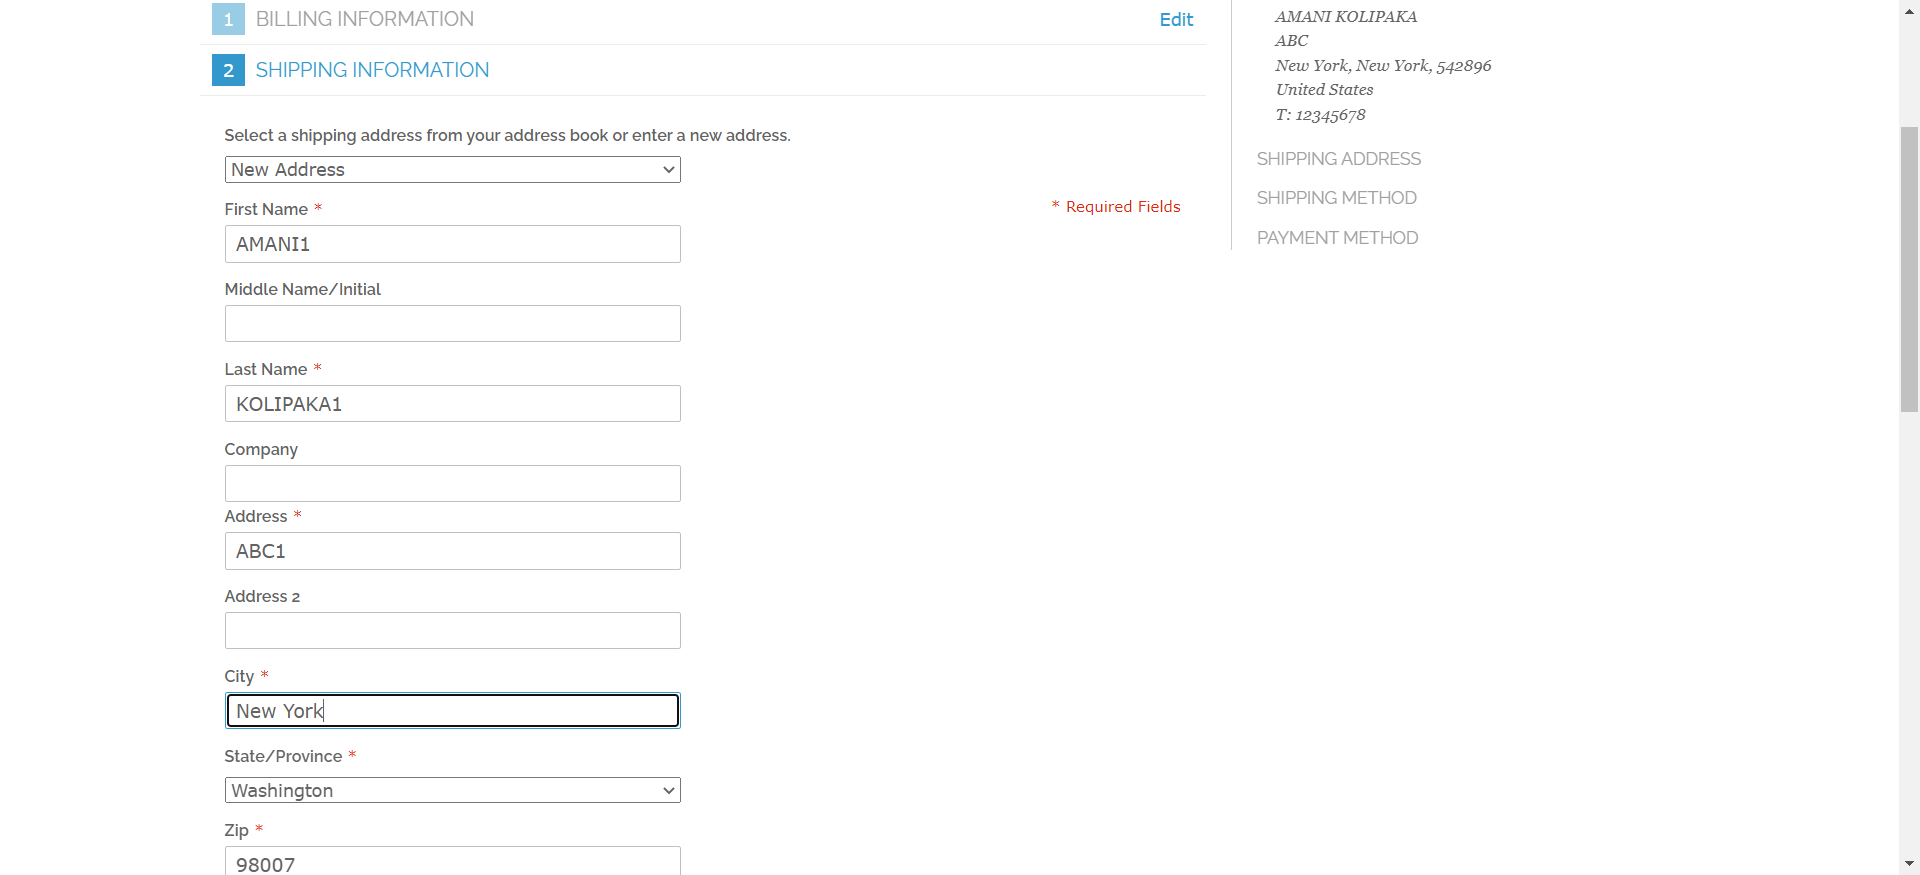 1 BILLING INFORMATION Edit
2 SHIPPING INFORMATION
Select a shipping address from your address book or enter a new address.
New Address
* Required Fields
First Name *
AMANI1
Middle Name/Initial
Last Name *
KOLIPAKA1
Company
Address *
ABC1
Address 2
City *
New York
State/Province *
Washington
Zip *
98007
AMANI KOLIPAKA
ABC
New York, New York, 542896
United States
T: 12345678
SHIPPING ADDRESS
SHIPPING METHOD
PAYMENT METHOD